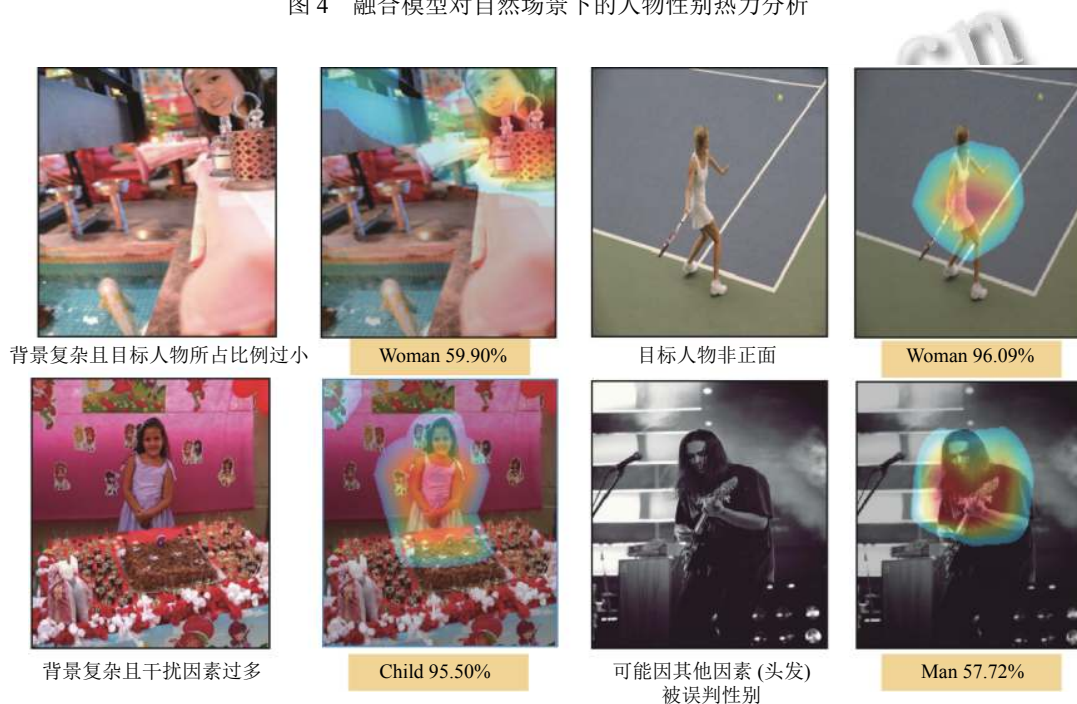 图 4 融合模型对自然场景下的人物性别热力分析
cn
背景复杂且目标人物所占比例过小
Woman 59.90%
目标人物非正面
Woman 96.09%
背景复杂且干扰因素过多
Child 95.50%
可能因其他因素 (头发)
被误判性别
Man 57.72%